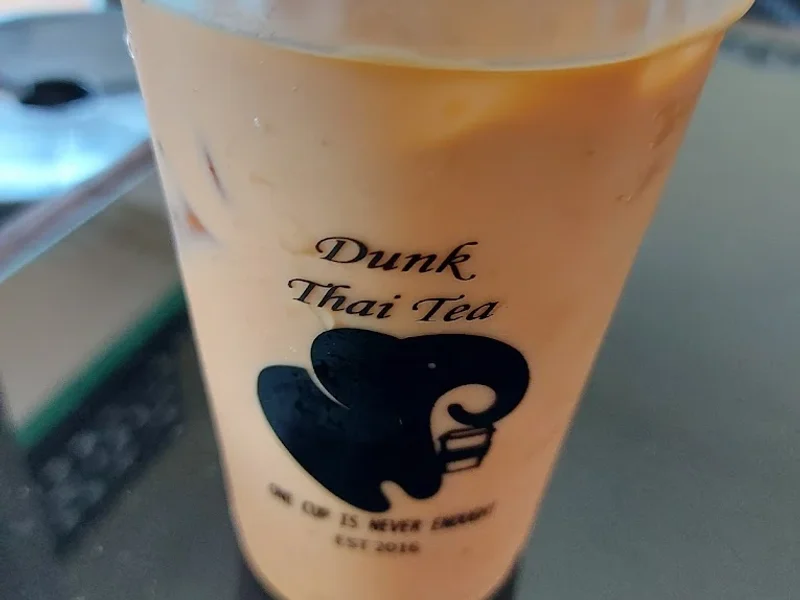 Dunk
Thai Tea
ONE CUP IS NEVER ENOUGH!
EST 2016